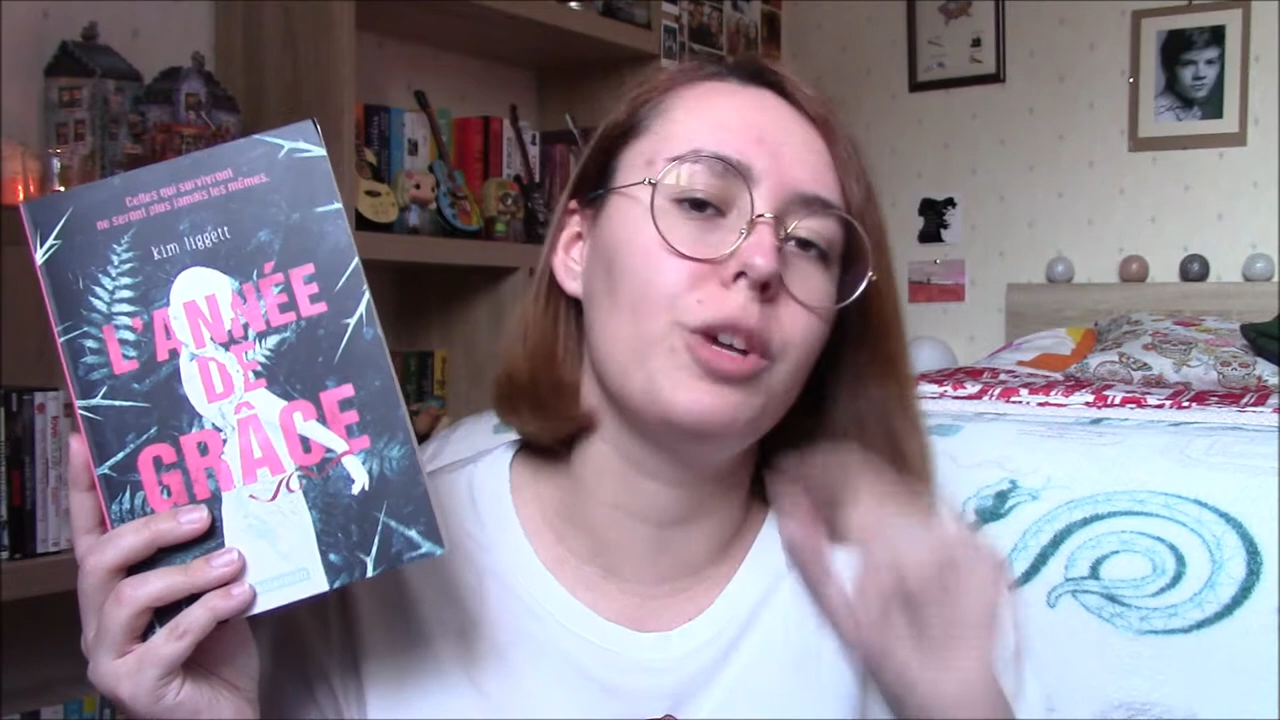 Celles qui survivront
ne seront plus jamais les mêmes.
kim liggett
L'ANNÉE
DE
GRÂCE